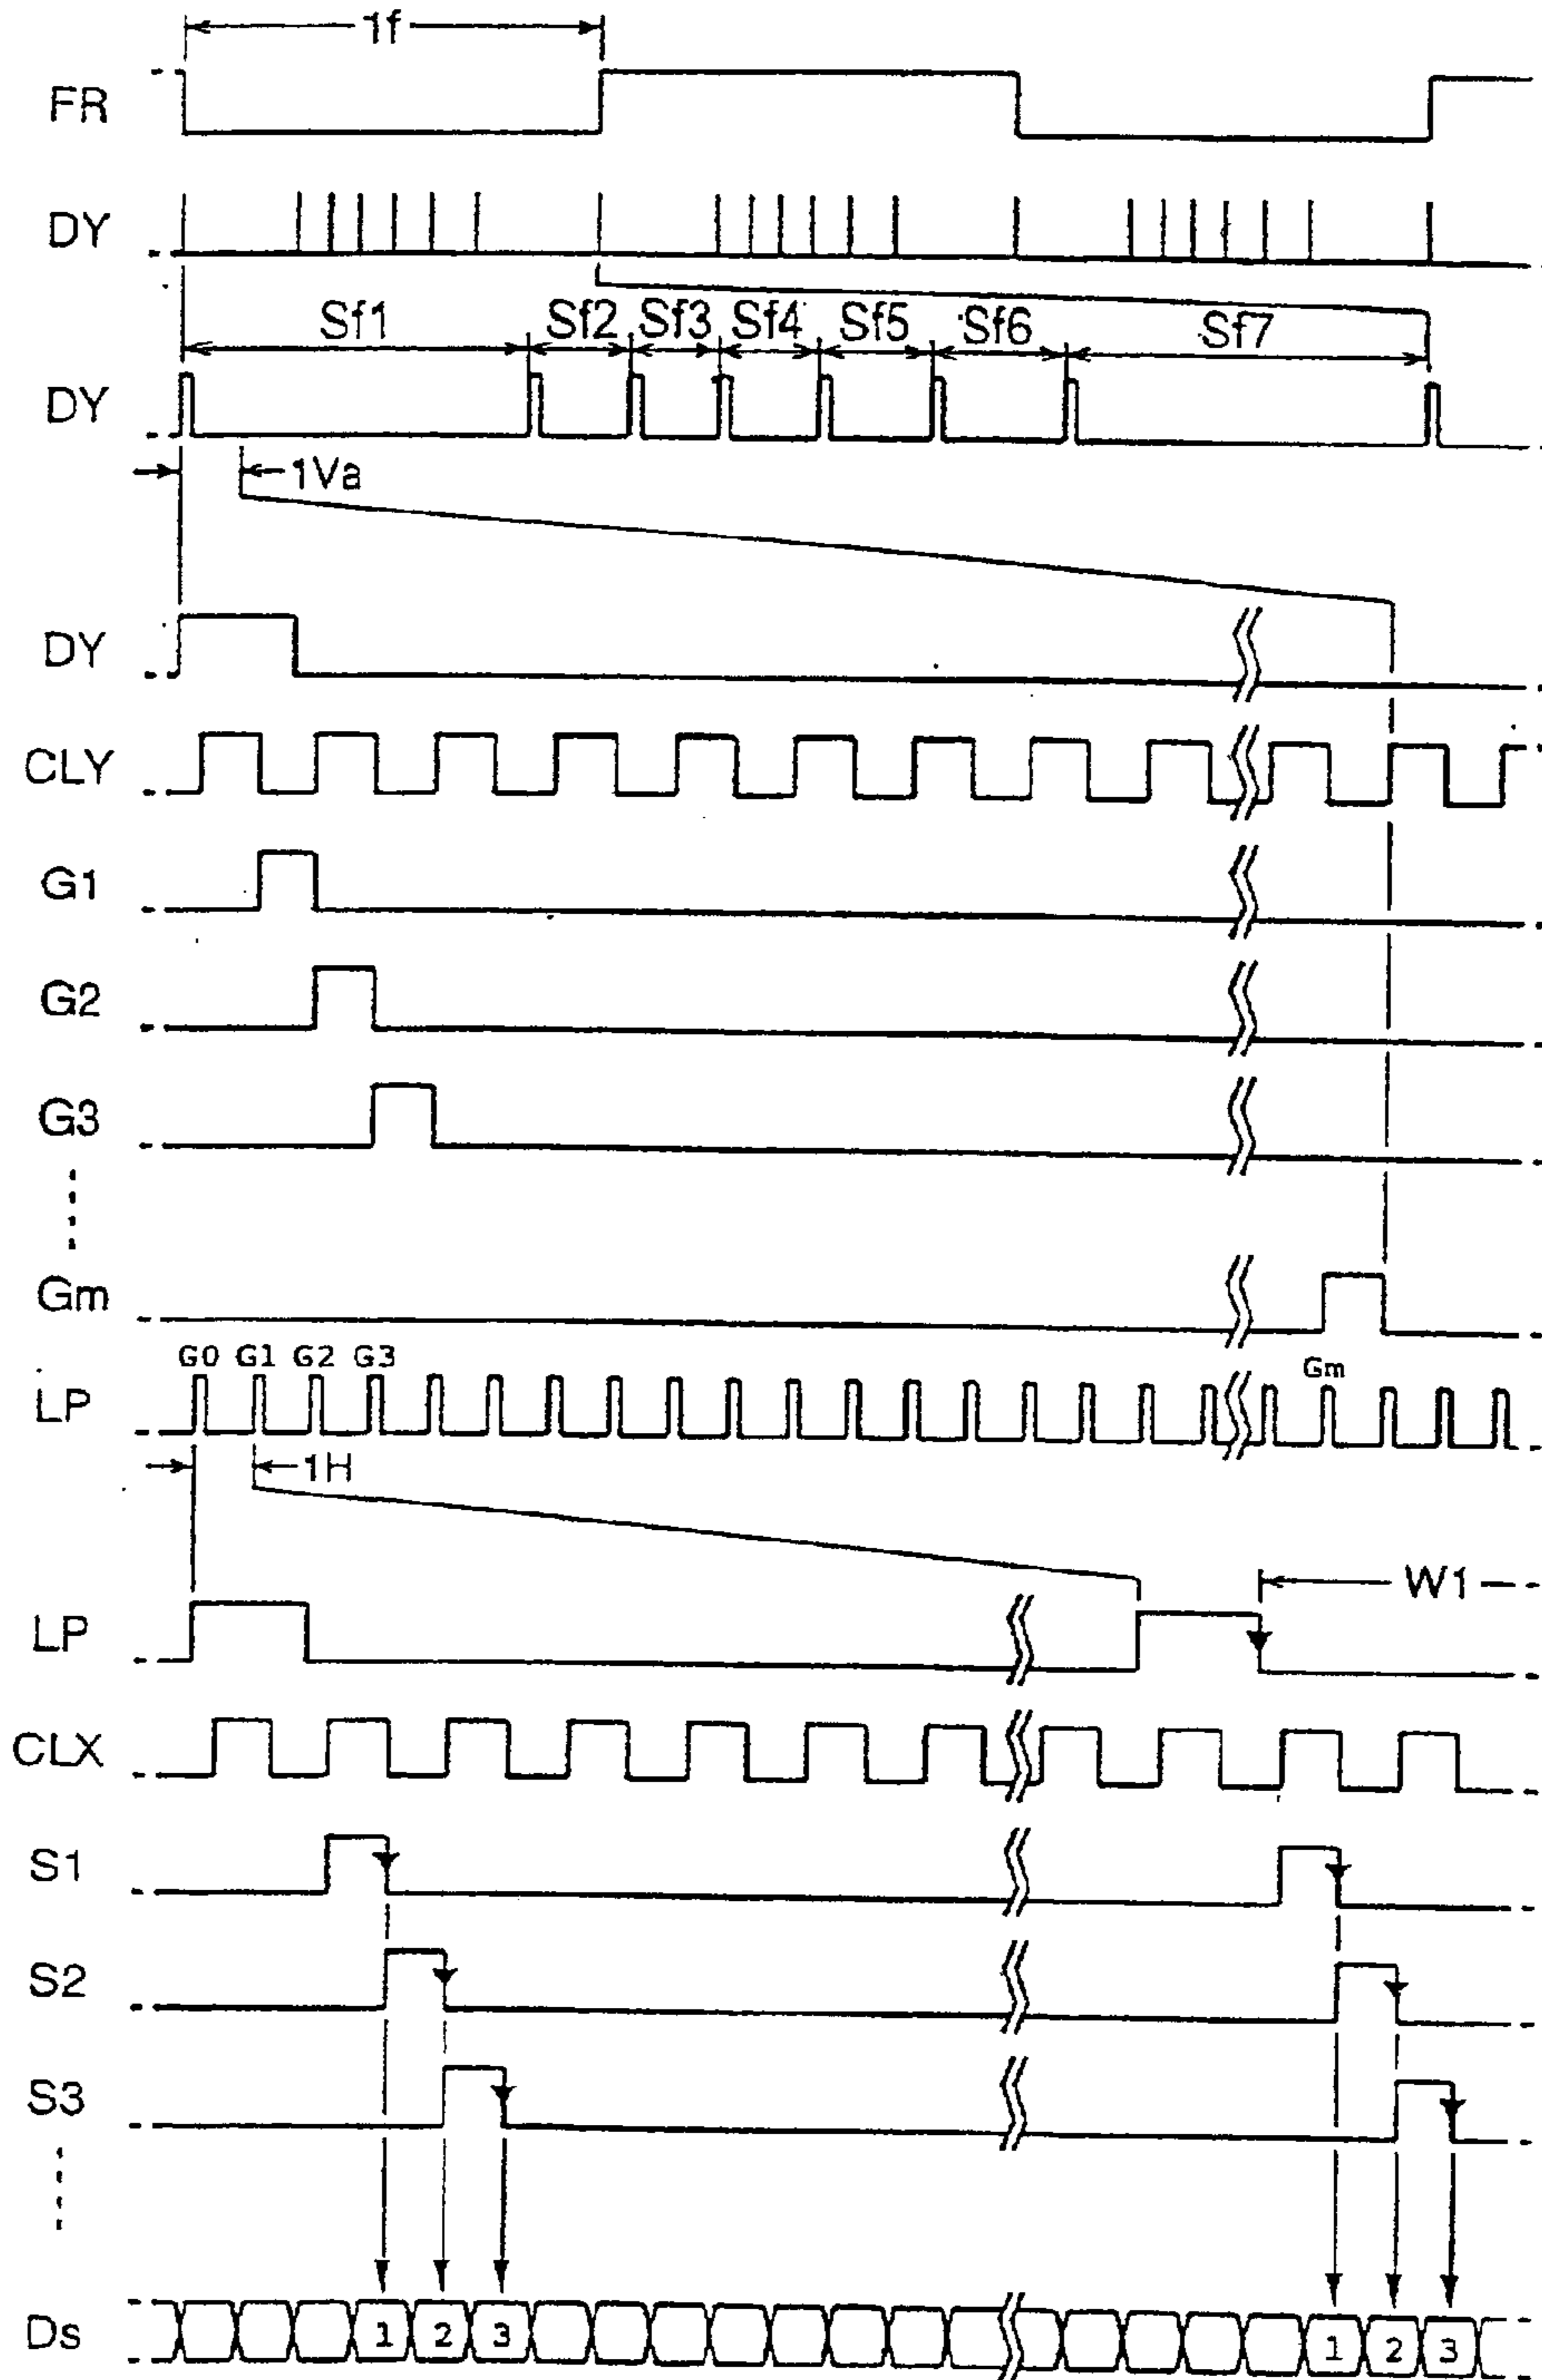 1f
FR
DY
Sf1 Sf2 Sf3 Sf4 Sf5 Sf6 Sf7
DY
1Va
DY
CLY
G1
G2
G3
Gm
G0 G1 G2 G3 Gm
LP
1H
W1
LP
CLX
S1
S2
S3
Ds 1 2 3 1 2 3